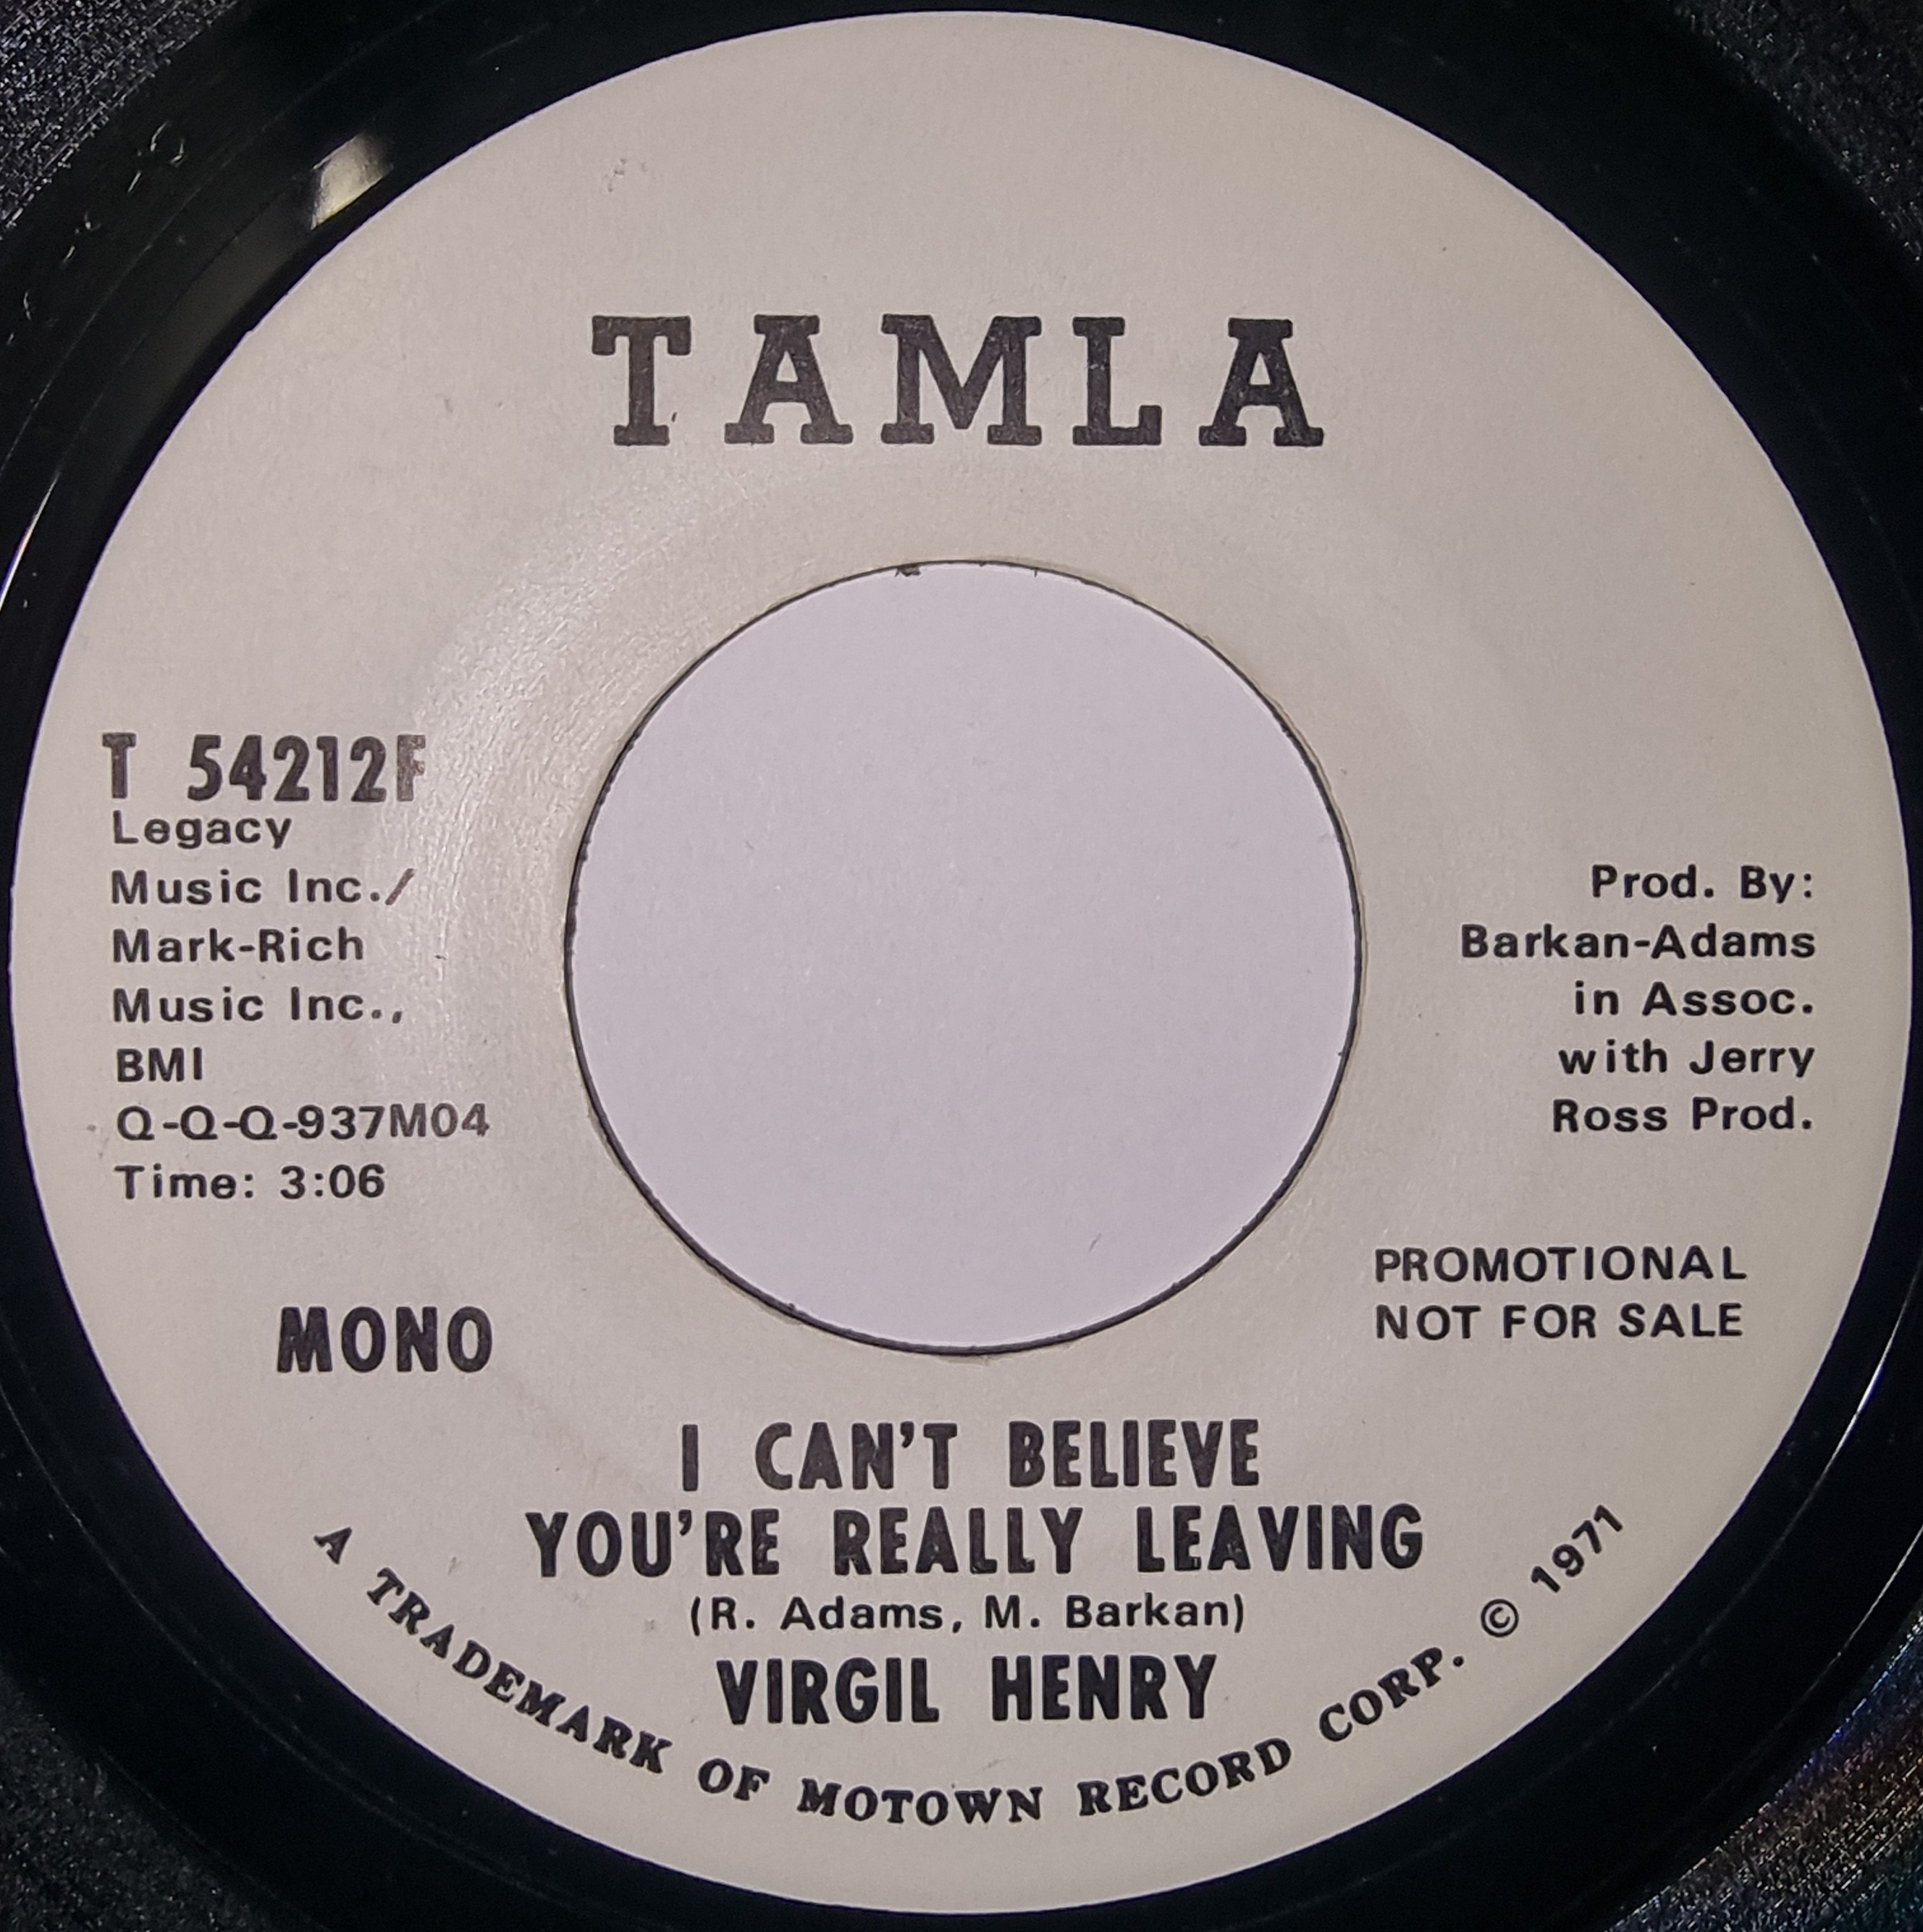 TAMLA
T 54212F
Legacy
Music Inc./
Mark-Rich
Music Inc.,
BMI
Q-Q-Q-937M04
Time: 3:06
MONO
Prod. By:
Barkan-Adams
in Assoc.
with Jerry
Ross Prod.
PROMOTIONAL
NOT FOR SALE
I CAN'T BELIEVE
YOU'RE REALLY LEAVING
(R. Adams, M. Barkan)
VIRGIL HENRY
A TRADEMARK OF MOTOWN RECORD CORP. © 1971